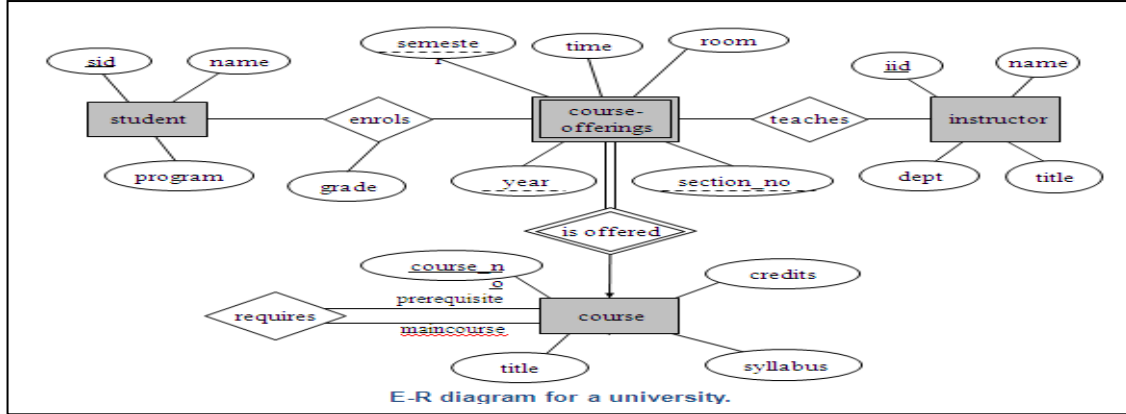 semeste
r
time
room
sid
name
iid
name
student
enrols
course-
offerings
teaches
instructor
program
grade
year
section_no
dept
title
is offered
course_n
o
credits
prerequisite
requires
maincourse
course
title
syllabus
E-R diagram for a university.